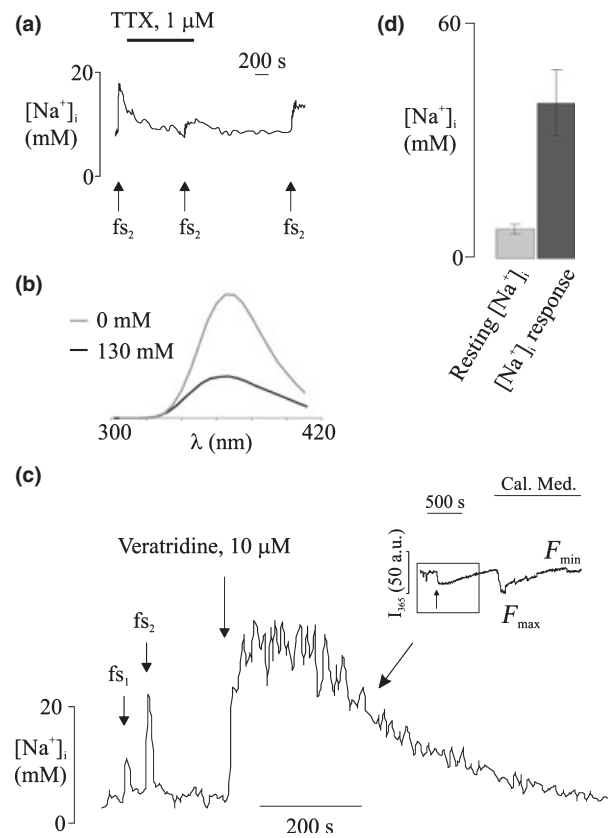 (a)
TTX, 1 μM
200 s
20
[Na⁺]ᵢ
(mM)
0
fs₂
fs₂
fs₂
(b)
0 mM
130 mM
300
420
λ (nm)
(c)
Cal. Med.
500 s
I₃₆₅ (50 a.u.)
F_min
F_max
Veratridine, 10 μM
fs₁
fs₂
20
[Na⁺]ᵢ
(mM)
0
200 s
(d)
60
[Na⁺]ᵢ
(mM)
0
Resting [Na⁺]ᵢ
[Na⁺]ᵢ response